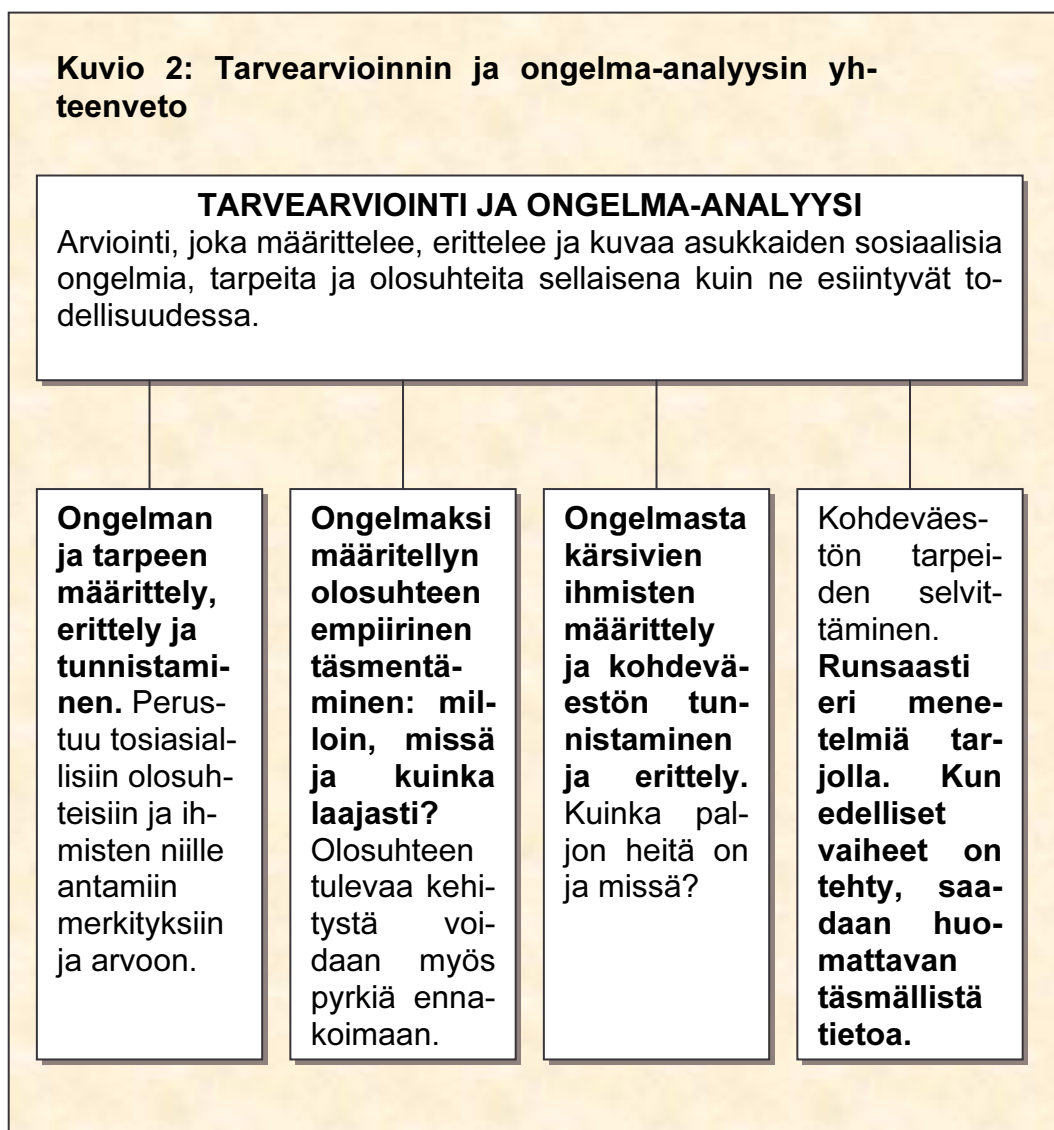 Kuvio 2: Tarvearvioinnin ja ongelma-analyysin yh-
teenveto
TARVEARVIOINTI JA ONGELMA-ANALYYSI
Arviointi, joka määrittelee, erittelee ja kuvaa asukkaiden sosiaalisia
ongelmia, tarpeita ja olosuhteita sellaisena kuin ne esiintyvät to-
dellisuudessa.
Ongelman
ja tarpeen
määrittely,
erittely ja
tunnistami-
nen. Perus-
tuu tosiasial-
lisiin olosuh-
teisiin ja ih-
misten niille
antamiin
merkityksiin
ja arvoon.
Ongelmaksi
määritellyn
olosuhteen
empiirinen
täsmentä-
minen: mil-
loin, missä
ja kuinka
laajasti?
Olosuhteen
tulevaa kehi-
tystä voi-
daan myös
pyrkiä enna-
koimaan.
Ongelmasta
kärsivien
ihmisten
määrittely
ja kohdevä-
estön tun-
nistaminen
ja erittely.
Kuinka pal-
jon heitä on
ja missä?
Kohdeväes-
tön tarpei-
den selvit-
täminen.
Runsaasti
eri mene-
telmiä tar-
jolla. Kun
edelliset
vaiheet on
tehty, saa-
daan huo-
mattavan
täsmällistä
tietoa.